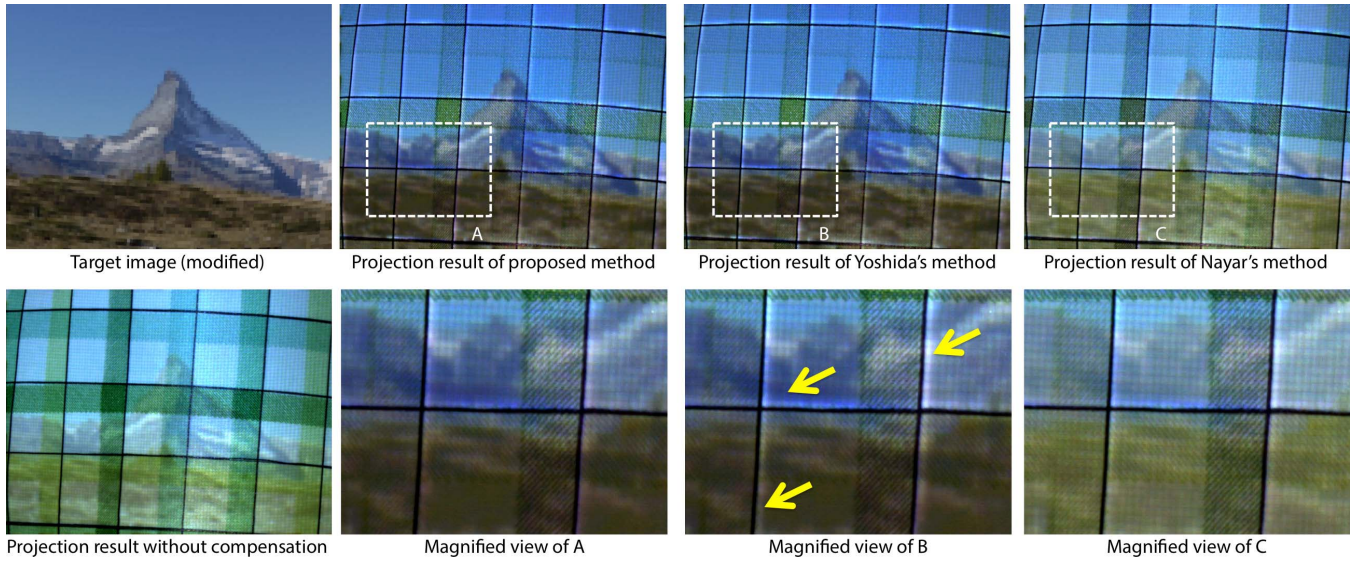 A
B
C
Target image (modified)
Projection result of proposed method
Projection result of Yoshida's method
Projection result of Nayar's method
Projection result without compensation
Magnified view of A
Magnified view of B
Magnified view of C